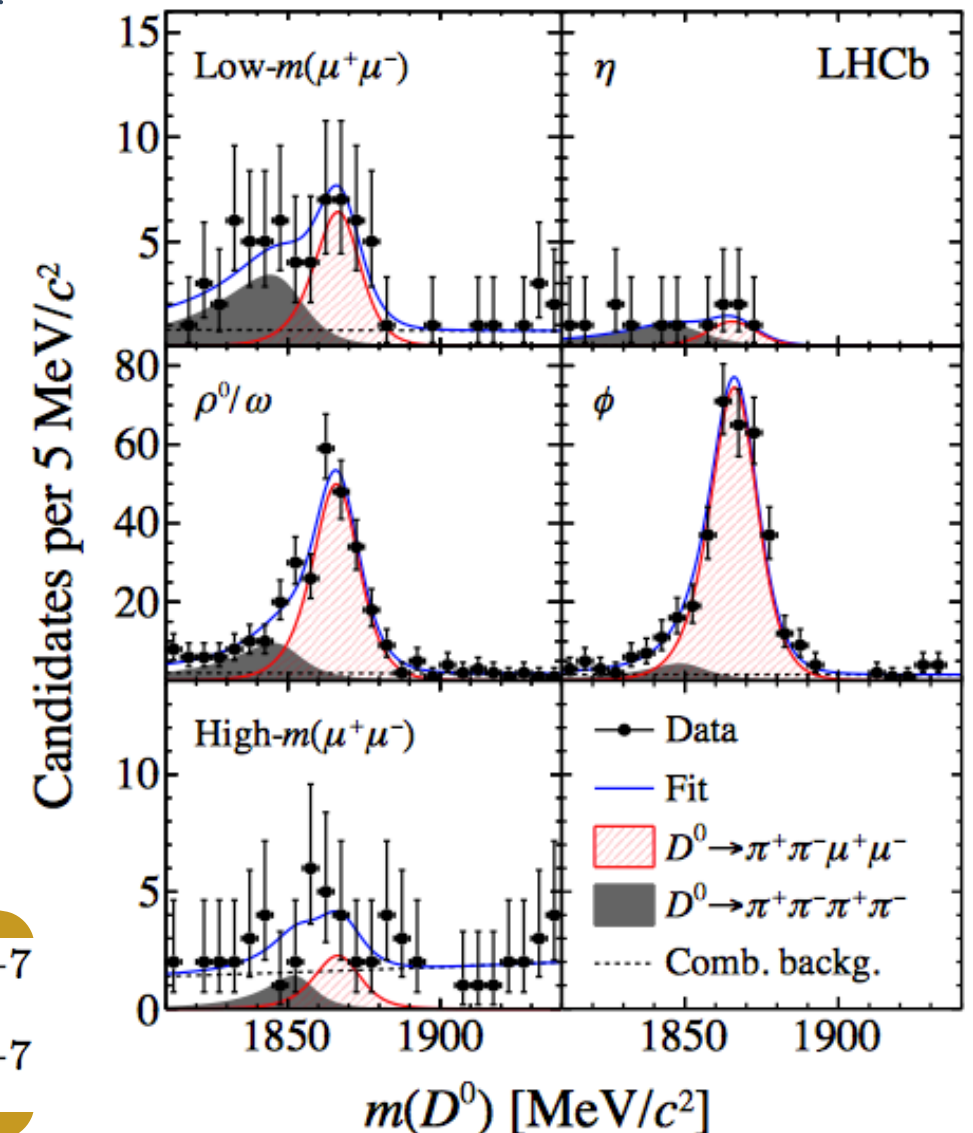 15
10
5
Low-m(μ⁺μ⁻)
η
LHCb
80
60
40
20
ρ⁰/ω
ϕ
Candidates per 5 MeV/c²
10
5
0
High-m(μ⁺μ⁻)
Data
Fit
D⁰→π⁺π⁻μ⁺μ⁻
D⁰→π⁺π⁻π⁺π⁻
Comb. backg.
-7
-7
1850 1900 1850 1900
m(D⁰) [MeV/c²]